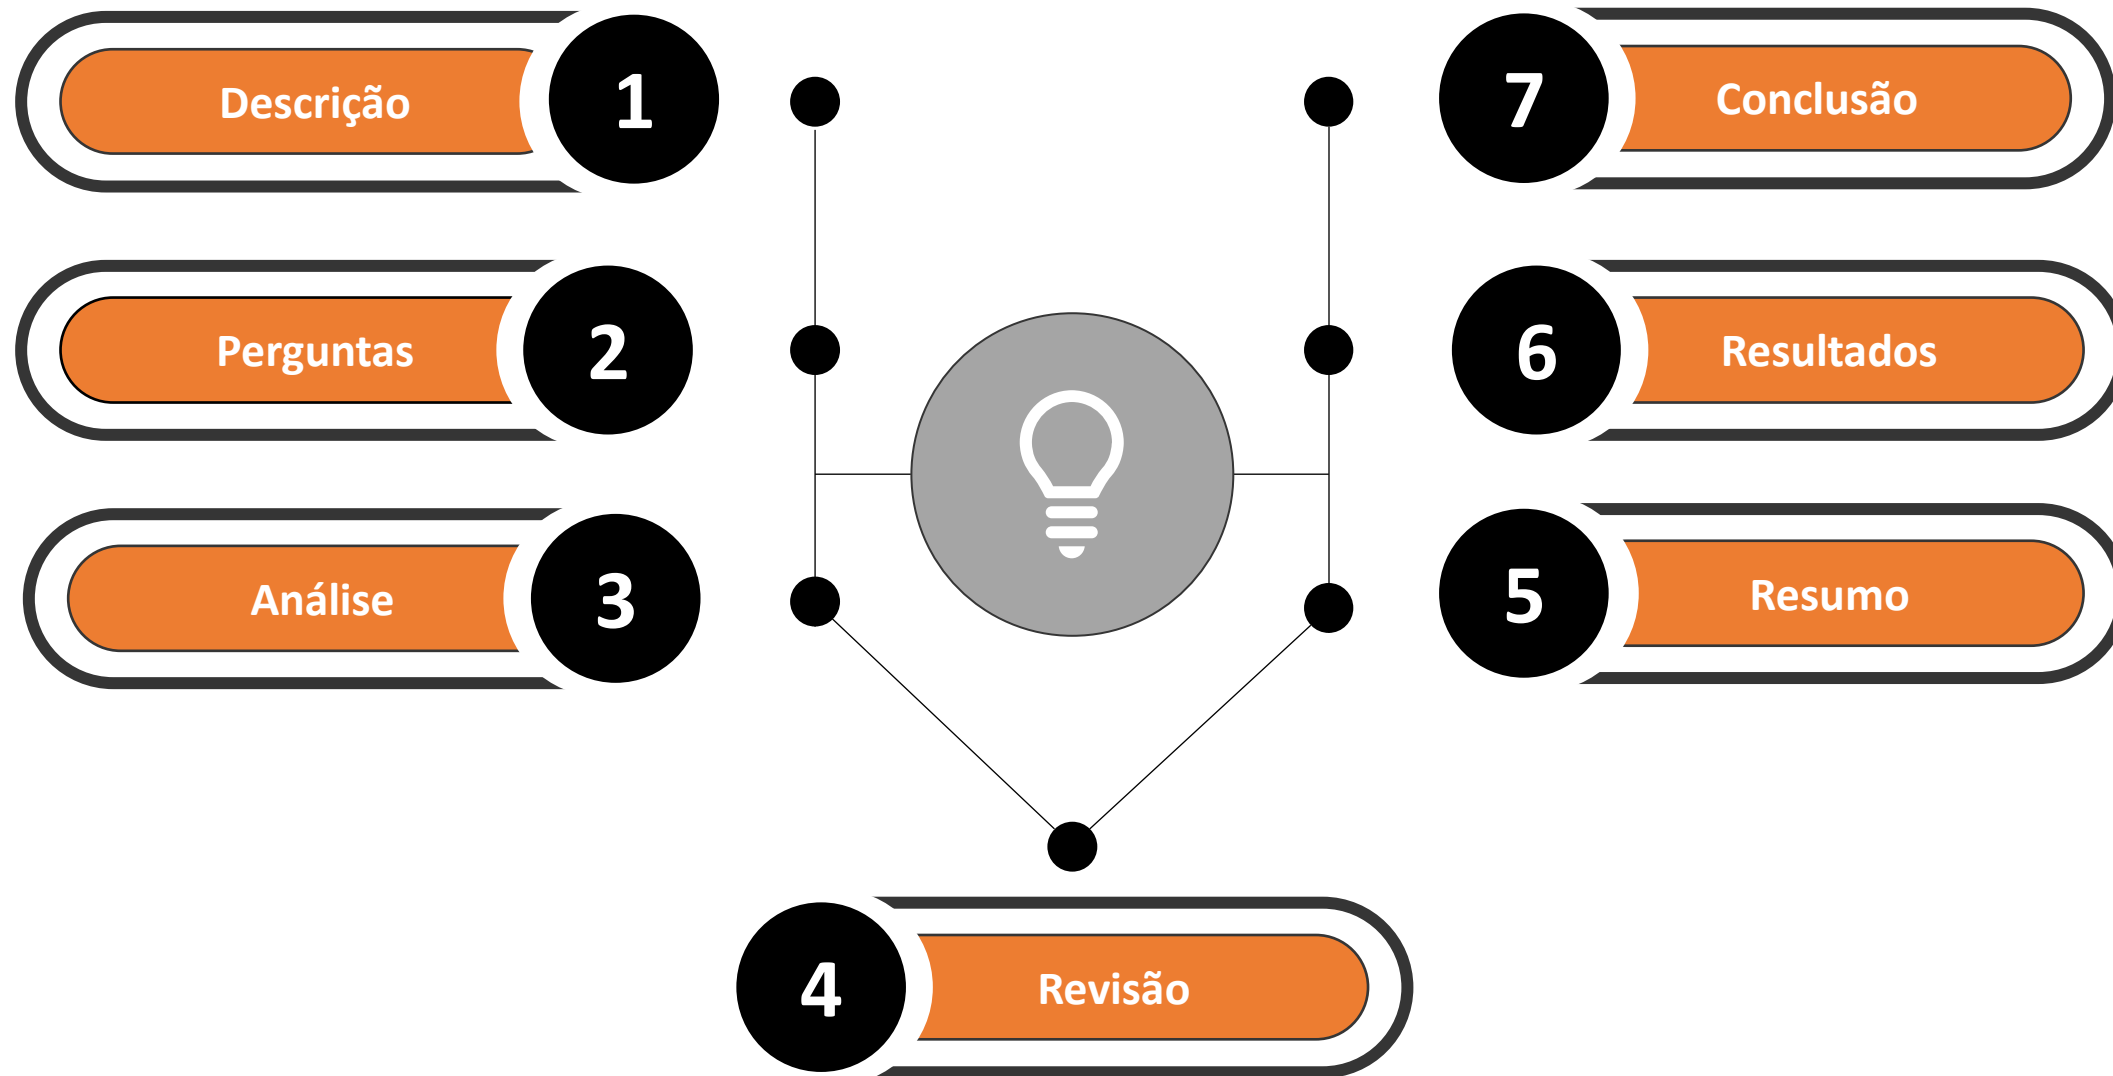 Descrição 1
Perguntas 2
Análise 3
4 Revisão
5 Resumo
6 Resultados
7 Conclusão